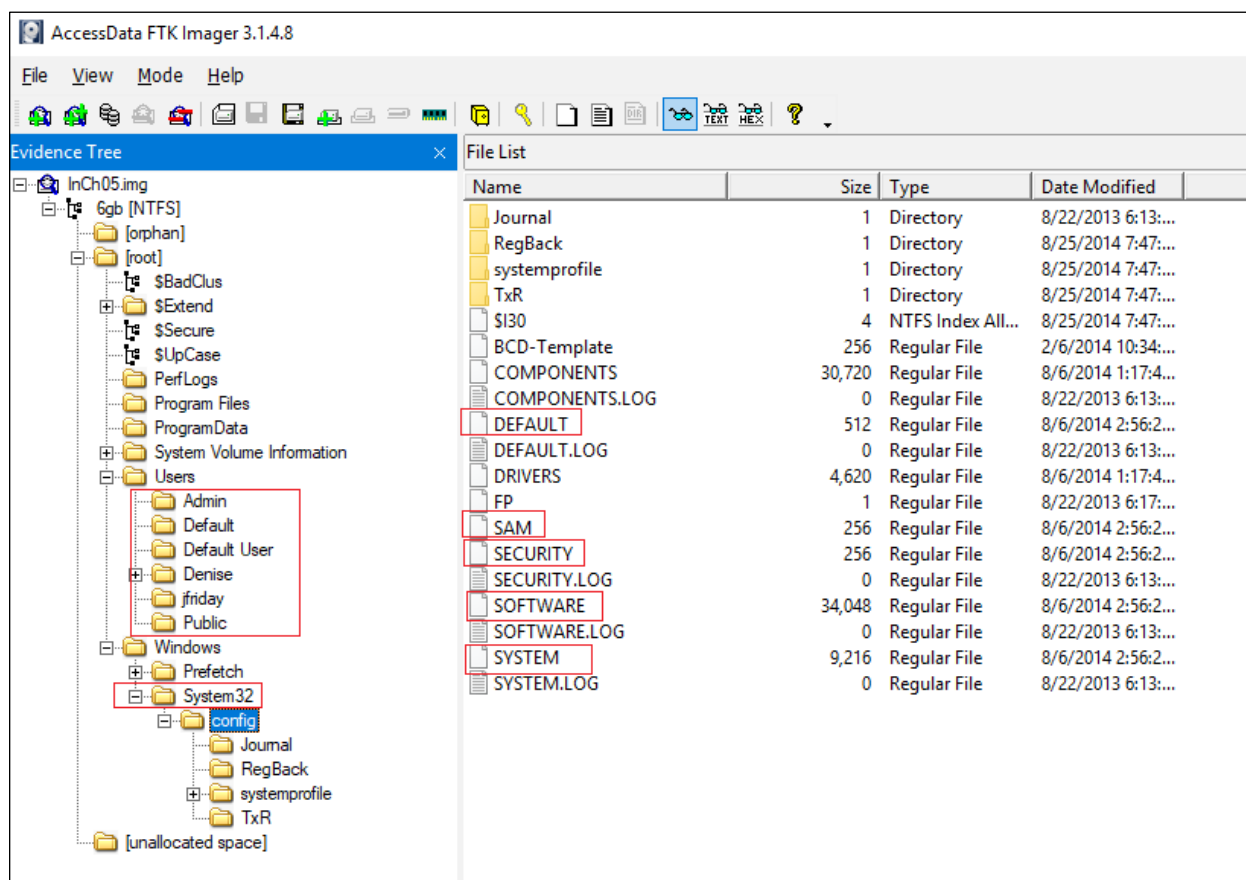 AccessData FTK Imager 3.1.4.8
File View Mode Help
DIR TEXT HEX ?
Evidence Tree ×
InCh05.img
6gb [NTFS]
[orphan]
[root]
$BadClus
$Extend
$Secure
$UpCase
PerfLogs
Program Files
ProgramData
System Volume Information
Users
Admin
Default
Default User
Denise
jfriday
Public
Windows
Prefetch
System32
config
Journal
RegBack
systemprofile
TxR
[unallocated space]
File List
Name Size Type Date Modified
Journal 1 Directory 8/22/2013 6:13:...
RegBack 1 Directory 8/25/2014 7:47:...
systemprofile 1 Directory 8/25/2014 7:47:...
TxR 1 Directory 8/25/2014 7:47:...
$I30 4 NTFS Index All... 8/25/2014 7:47:...
BCD-Template 256 Regular File 2/6/2014 10:34:...
COMPONENTS 30,720 Regular File 8/6/2014 1:17:4...
COMPONENTS.LOG 0 Regular File 8/22/2013 6:13:...
DEFAULT 512 Regular File 8/6/2014 2:56:2...
DEFAULT.LOG 0 Regular File 8/22/2013 6:13:...
DRIVERS 4,620 Regular File 8/6/2014 1:17:4...
FP 1 Regular File 8/22/2013 6:17:...
SAM 256 Regular File 8/6/2014 2:56:2...
SECURITY 256 Regular File 8/6/2014 2:56:2...
SECURITY.LOG 0 Regular File 8/22/2013 6:13:...
SOFTWARE 34,048 Regular File 8/6/2014 2:56:2...
SOFTWARE.LOG 0 Regular File 8/22/2013 6:13:...
SYSTEM 9,216 Regular File 8/6/2014 2:56:2...
SYSTEM.LOG 0 Regular File 8/22/2013 6:13:...